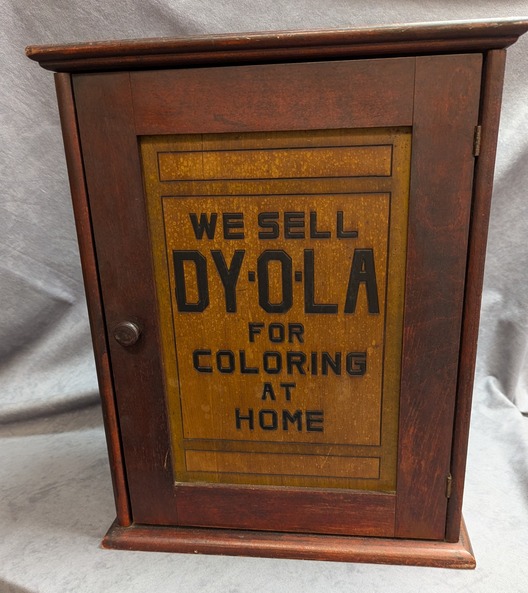 WE SELL
DY·O·LA
FOR
COLORING
AT
HOME